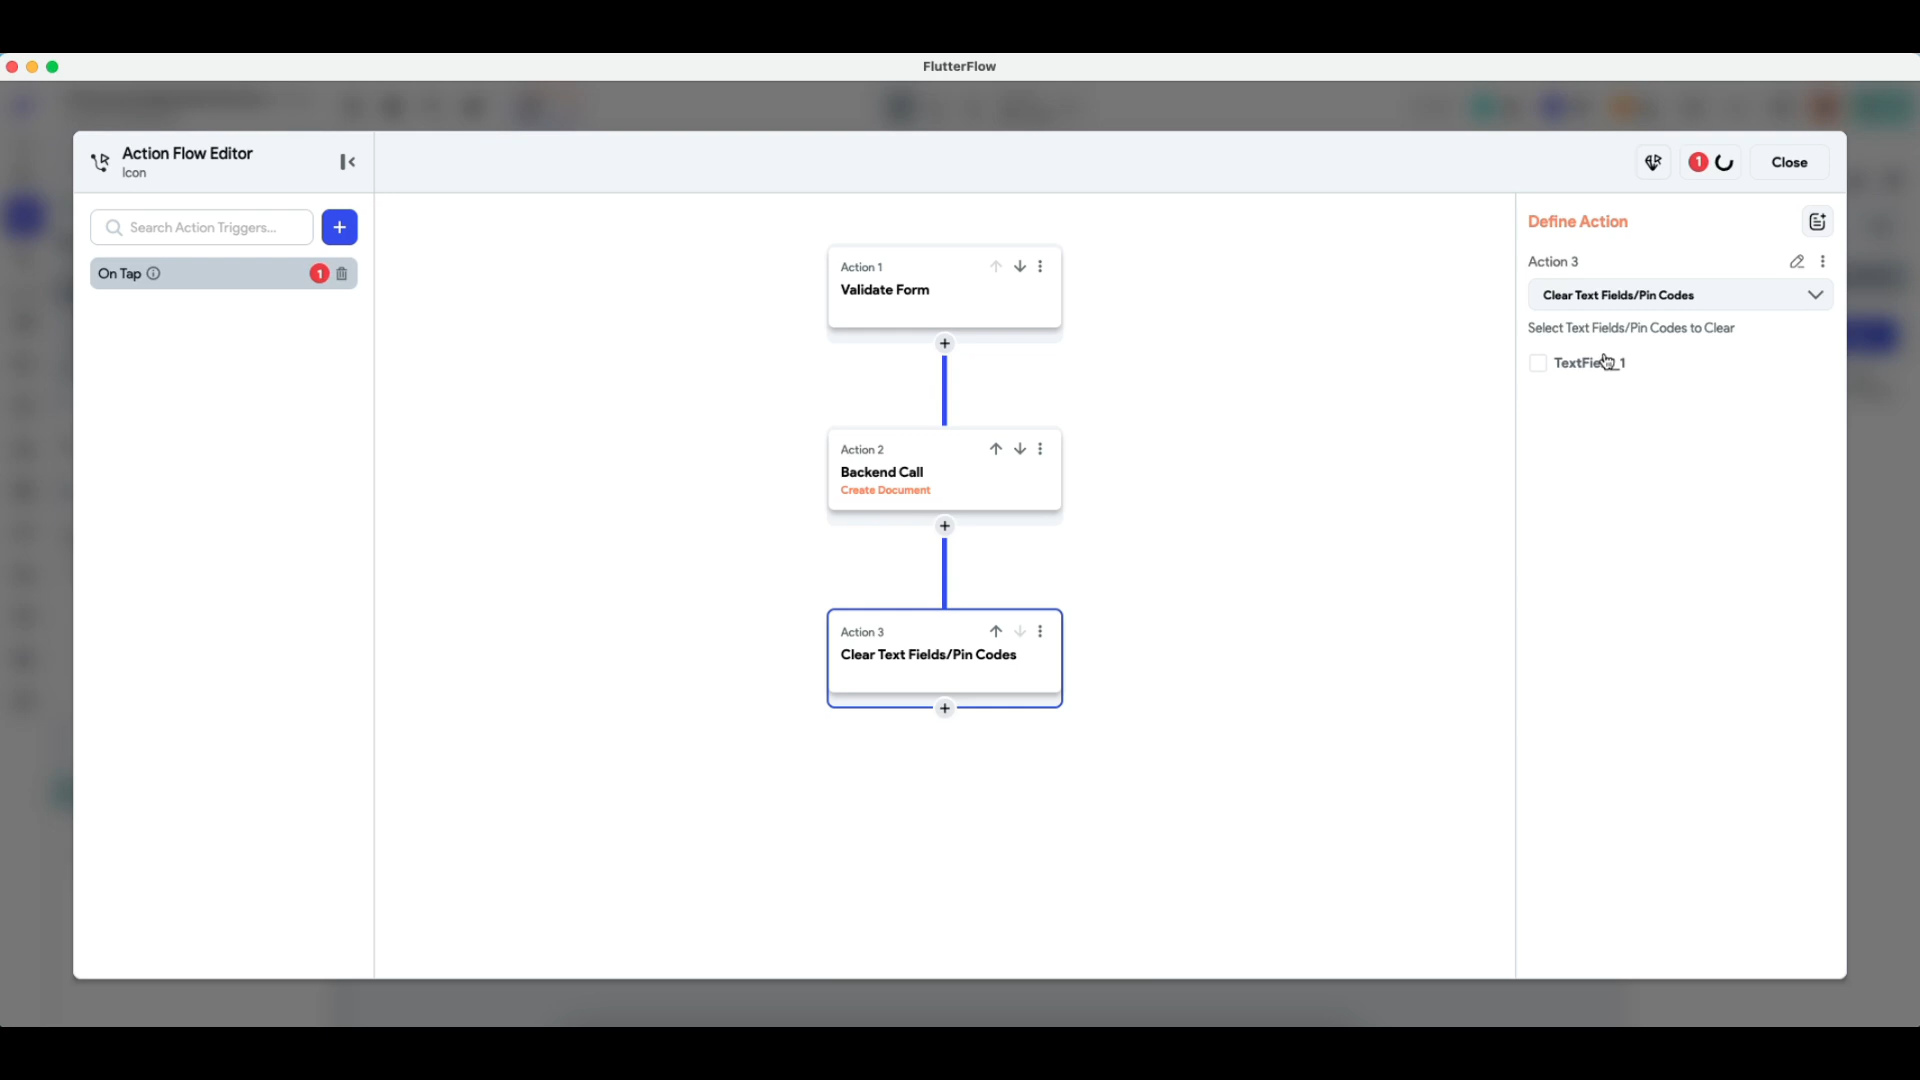 FlutterFlow
Action Flow Editor
Icon
1
Close
Search Action Triggers...
On Tap
1
Action 1
Validate Form
Action 2
Backend Call
Create Document
Action 3
Clear Text Fields/Pin Codes
Define Action
Action 3
Clear Text Fields/Pin Codes
Select Text Fields/Pin Codes to Clear